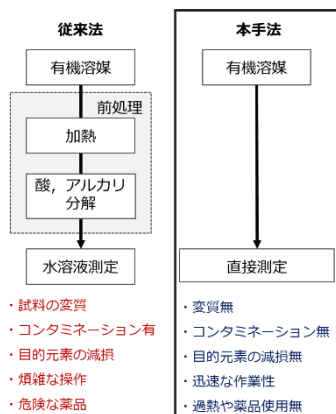 従来法
有機溶媒
前処理
加熱
酸，アルカリ
分解
水溶液測定
・試料の変質
・コンタミネーション有
・目的元素の減損
・煩雑な操作
・危険な薬品
本手法
有機溶媒
直接測定
・変質無
・コンタミネーション無
・目的元素の減損無
・迅速な作業性
・過熱や薬品使用無